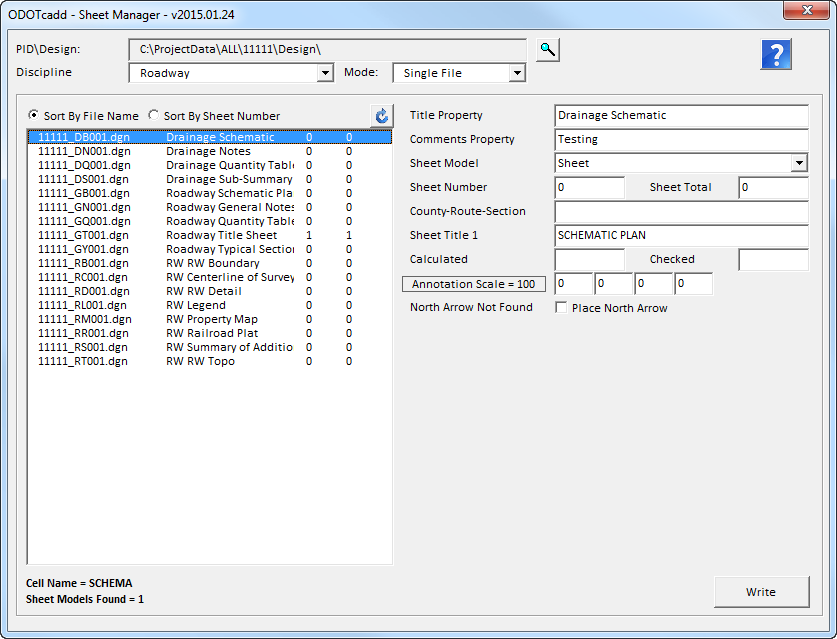 ODOTcadd - Sheet Manager - v2015.01.24
PID\Design: C:\ProjectData\ALL\11111\Design\
Discipline Roadway Mode: Single File
Sort By File Name Sort By Sheet Number
11111_DB001.dgn Drainage Schematic 0 0
11111_DN001.dgn Drainage Notes 0 0
11111_DQ001.dgn Drainage Quantity Table 0 0
11111_DS001.dgn Drainage Sub-Summary 0 0
11111_GB001.dgn Roadway Schematic Pla 0 0
11111_GN001.dgn Roadway General Notes 0 0
11111_GQ001.dgn Roadway Quantity Table 0 0
11111_GT001.dgn Roadway Title Sheet 1 1
11111_GY001.dgn Roadway Typical Section 0 0
11111_RB001.dgn RW RW Boundary 0 0
11111_RC001.dgn RW Centerline of Survey 0 0
11111_RD001.dgn RW RW Detail 0 0
11111_RL001.dgn RW Legend 0 0
11111_RM001.dgn RW Property Map 0 0
11111_RR001.dgn RW Railroad Plat 0 0
11111_RS001.dgn RW Summary of Additio 0 0
11111_RT001.dgn RW RW Topo 0 0
Cell Name = SCHEMA
Sheet Models Found = 1
Title Property Drainage Schematic
Comments Property Testing
Sheet Model Sheet
Sheet Number 0 Sheet Total 0
County-Route-Section
Sheet Title 1 SCHEMATIC PLAN
Calculated Checked
Annotation Scale = 100 0 0 0 0
North Arrow Not Found Place North Arrow
Write